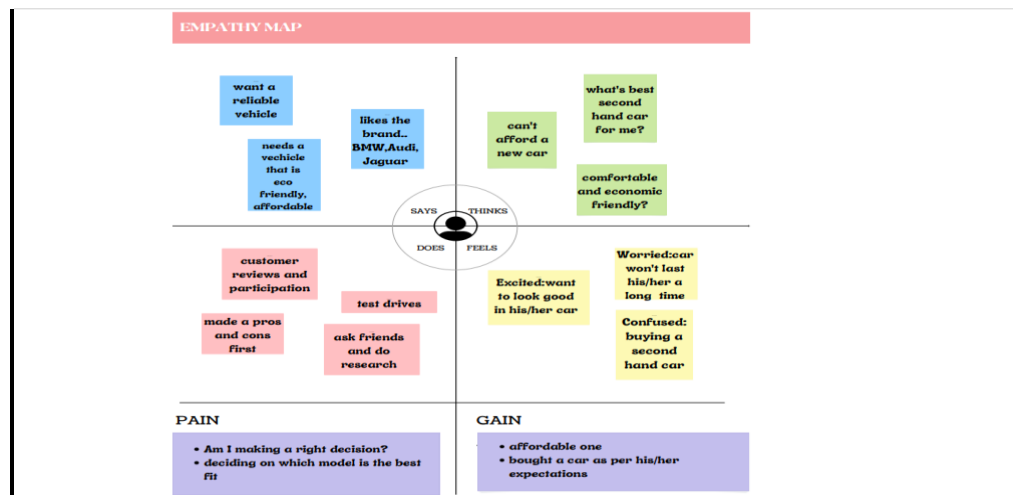 EMPATHY MAP
want a
reliable
vehicle
likes the
brand..
BMW,Audi,
Jaguar
needs a
vechicle
that is
eco
friendly,
affordable
what's best
second
hand car
for me?
can't
afford a
new car
comfortable
and economic
friendly?
SAYS
THINKS
DOES
FEELS
customer
reviews and
participation
test drives
made a pros
and cons
first
ask friends
and do
research
Worried:car
won't last
his/her a
long time
Excited:want
to look good
in his/her car
Confused:
buying a
second
hand car
PAIN
• Am I making a right decision?
• deciding on which model is the best
fit
GAIN
• affordable one
• bought a car as per his/her
expectations